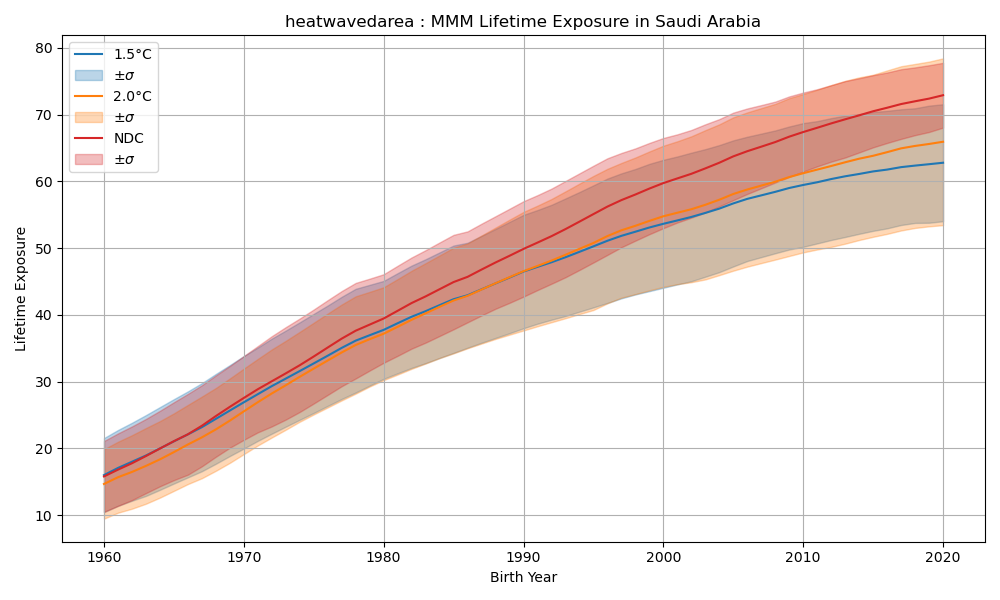 heatwavedarea : MMM Lifetime Exposure in Saudi Arabia
1.5°C
±σ
2.0°C
±σ
NDC
±σ
Lifetime Exposure
80
70
60
50
40
30
20
10
1960 1970 1980 1990 2000 2010 2020
Birth Year